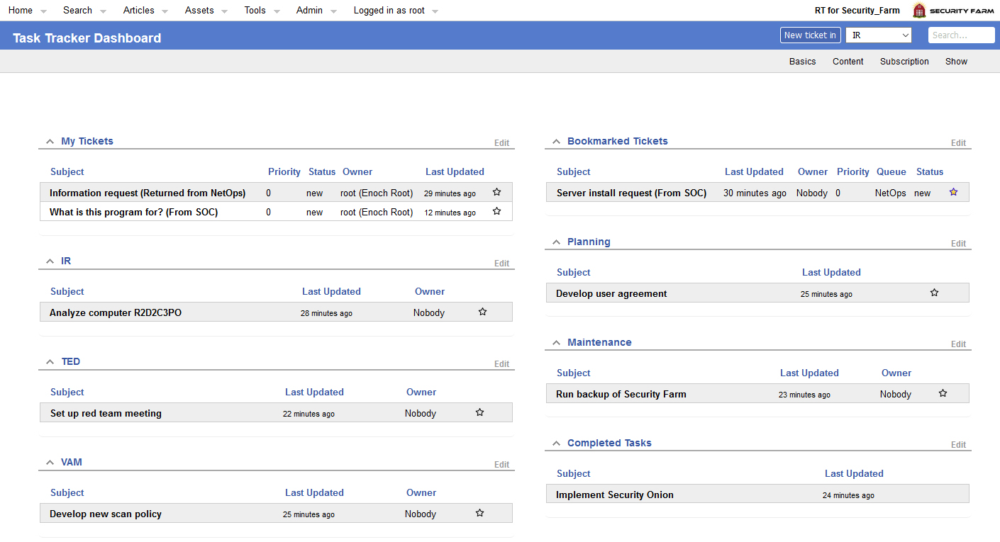 Home Search Articles Assets Tools Admin Logged in as root RT for Security_Farm SECURITY FARM
Task Tracker Dashboard New ticket in IR Search...
Basics Content Subscription Show
My Tickets Edit
Subject Priority Status Owner Last Updated
Information request (Returned from NetOps) 0 new root (Enoch Root) 29 minutes ago
What is this program for? (From SOC) 0 new root (Enoch Root) 12 minutes ago
IR Edit
Subject Last Updated Owner
Analyze computer R2D2C3PO 28 minutes ago Nobody
TED Edit
Subject Last Updated Owner
Set up red team meeting 22 minutes ago Nobody
VAM Edit
Subject Last Updated Owner
Develop new scan policy 25 minutes ago Nobody
Bookmarked Tickets Edit
Subject Last Updated Owner Priority Queue Status
Server install request (From SOC) 30 minutes ago Nobody 0 NetOps new
Planning Edit
Subject Last Updated
Develop user agreement 25 minutes ago
Maintenance Edit
Subject Last Updated Owner
Run backup of Security Farm 23 minutes ago Nobody
Completed Tasks Edit
Subject Last Updated
Implement Security Onion 24 minutes ago